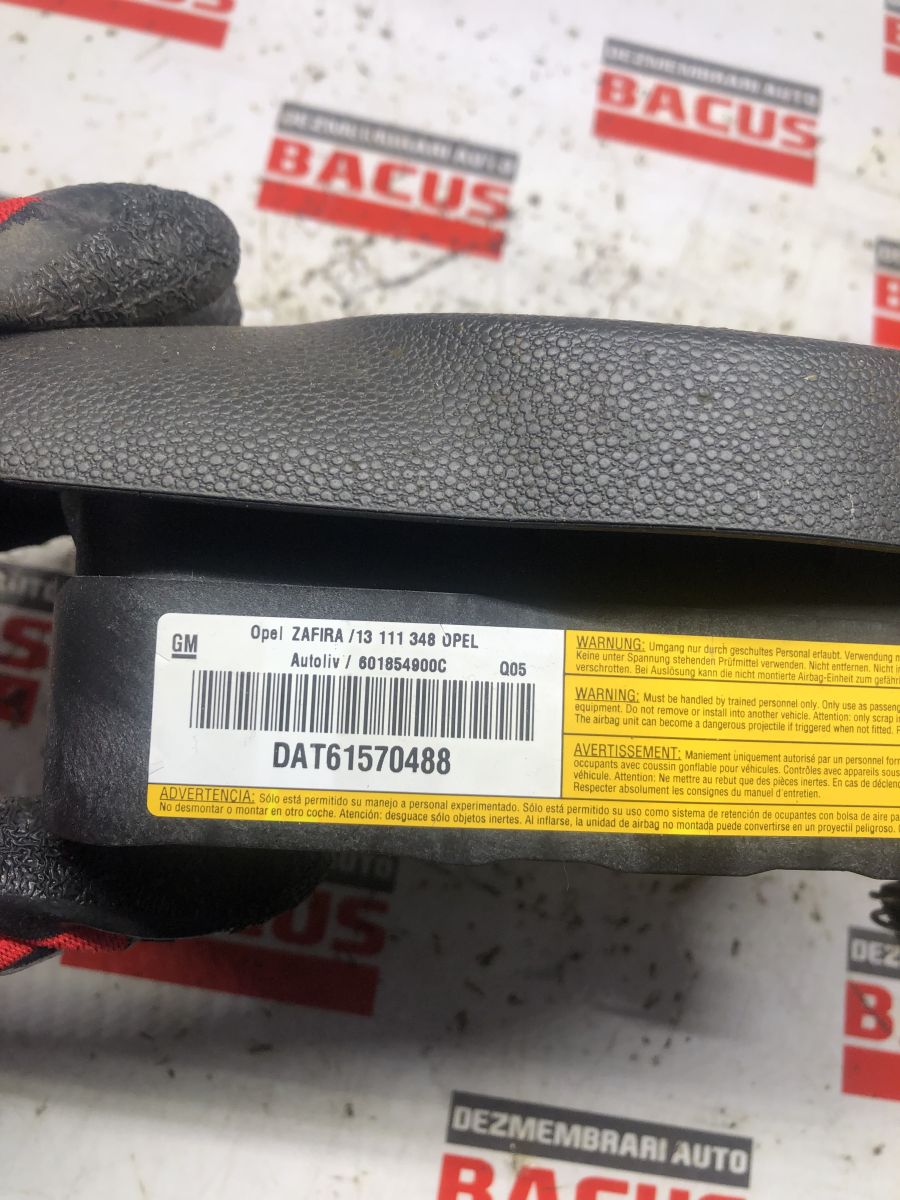 DEZMEMBRARI AUTO
BACUS
DEZMEMBRARI AUTO
BACUS
GM
Opel ZAFIRA /13 111 348 OPEL
Autoliv / 601854900C Q05
DAT61570488
WARNUNG: Umgang nur durch geschultes Personal erlaubt. Verwendung
Keine unter Spannung stehenden Prüfmittel verwenden. Nicht entfernen. Nicht
verschrotten. Bei Auslösung kann die nicht montierte Airbag-Einheit zum
WARNING: Must be handled by trained personnel only. Only use as
equipment. Do not remove or install into another vehicle. Attention: only scrap
The airbag unit can become a dangerous projectile if triggered when not fitted.
AVERTISSEMENT: Maniement uniquement autorisé par un personnel
occupants avec coussin gonflable pour véhicules. Contrôles avec appareils
véhicule. Attention: Ne mettre au rebut que des pièces inertes. En cas de
Respecter absolument les consignes du manuel d'entretien.
ADVERTENCIA: Sólo está permitido su manejo a personal experimentado. Sólo está permitido su uso como sistema de retención de ocupantes con bolsa de aire
No desmontar o montar en otro coche. Atención: desguace sólo objetos inertes. Al inflarse, la unidad de airbag no montada puede convertirse en un proyectil peligroso.
AUTO
BACUS
DEZMEMBRARI AUTO
BACUS